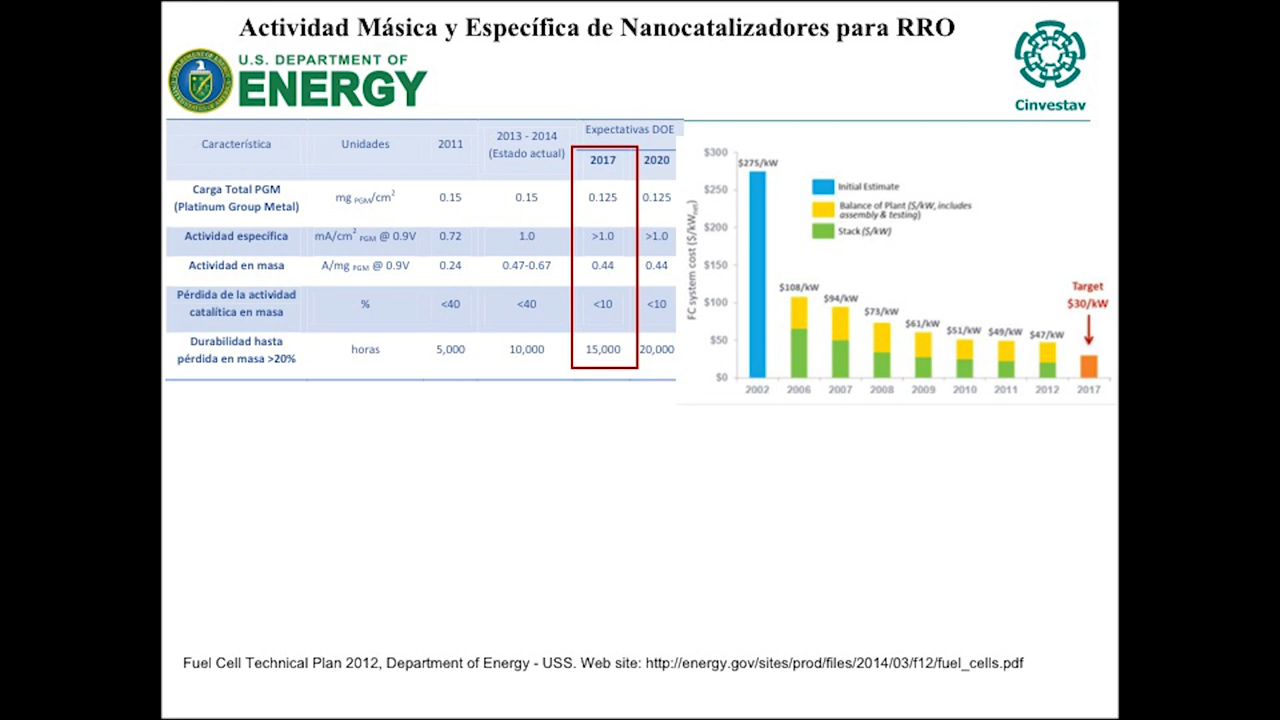 Actividad Másica y Específica de Nanocatalizadores para RRO
U.S. DEPARTMENT OF
ENERGY
Cinvestav
Característica Unidades 2011 2013 - 2014 (Estado actual) Expectativas DOE
2017 2020
Carga Total PGM (Platinum Group Metal) mg PGM/cm2 0.15 0.15 0.125 0.125
Actividad específica mA/cm2 PGM @ 0.9V 0.72 1.0 >1.0 >1.0
Actividad en masa A/mg PGM @ 0.9V 0.24 0.47-0.67 0.44 0.44
Pérdida de la actividad catalítica en masa % <40 <40 <10 <10
Durabilidad hasta pérdida en masa >20% horas 5,000 10,000 15,000 20,000
FC system cost ($/kWnet)
$300
$250
$200
$150
$100
$50
$0
Initial Estimate
Balance of Plant ($/kW, includes
assembly & testing)
Stack ($/kW)
$275/kW
$108/kW
$94/kW
$73/kW
$61/kW
$51/kW
$49/kW
$47/kW
Target
$30/kW
2002 2006 2007 2008 2009 2010 2011 2012 2017
Fuel Cell Technical Plan 2012, Department of Energy - USS. Web site: http://energy.gov/sites/prod/files/2014/03/f12/fuel_cells.pdf